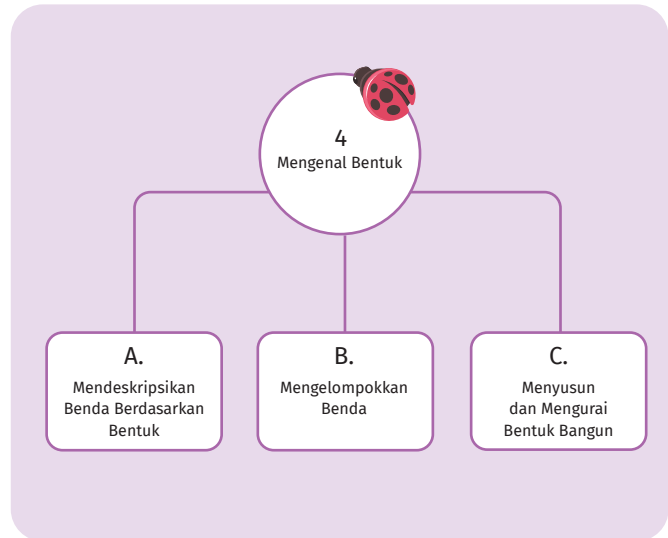 4
Mengenal Bentuk
A.
Mendeskripsikan
Benda Berdasarkan
Bentuk
B.
Mengelompokkan
Benda
C.
Menyusun
dan Mengurai
Bentuk Bangun